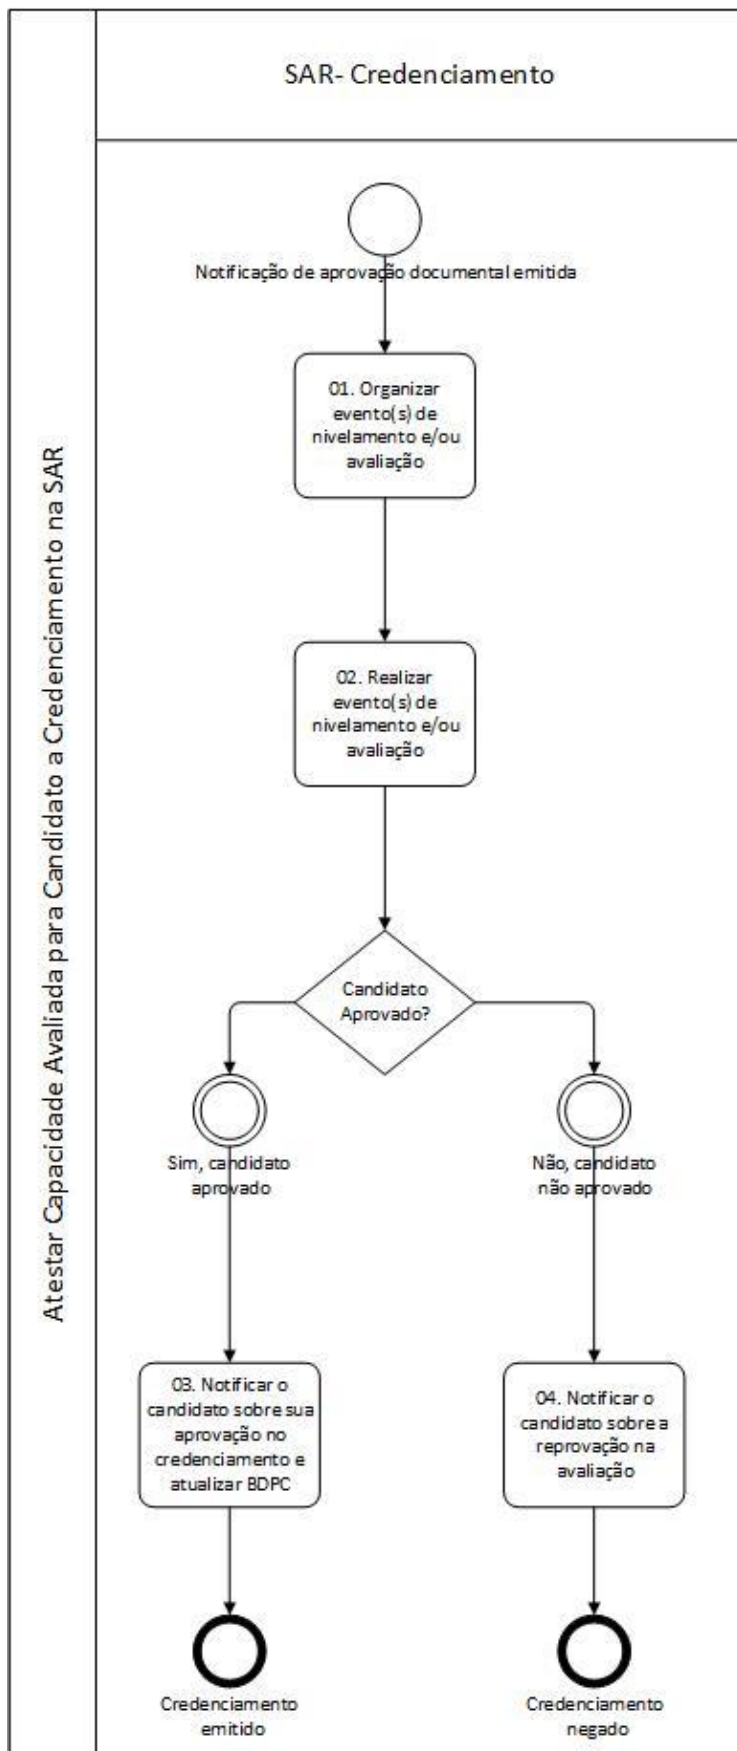 SAR- Credenciamento
Atestar Capacidade Avaliada para Candidato a Credenciamento na SAR
Notificação de aprovação documental emitida
01. Organizar
evento(s) de
nivelamento e/ou
avaliação
02. Realizar
evento(s) de
nivelamento e/ou
avaliação
Candidato
Aprovado?
Sim, candidato
aprovado
Não, candidato
não aprovado
03. Notificar o
candidato sobre sua
aprovação no
credenciamento e
atualizar BDPC
04. Notificar o
candidato sobre a
reprovação na
avaliação
Credenciamento
emitido
Credenciamento
negado